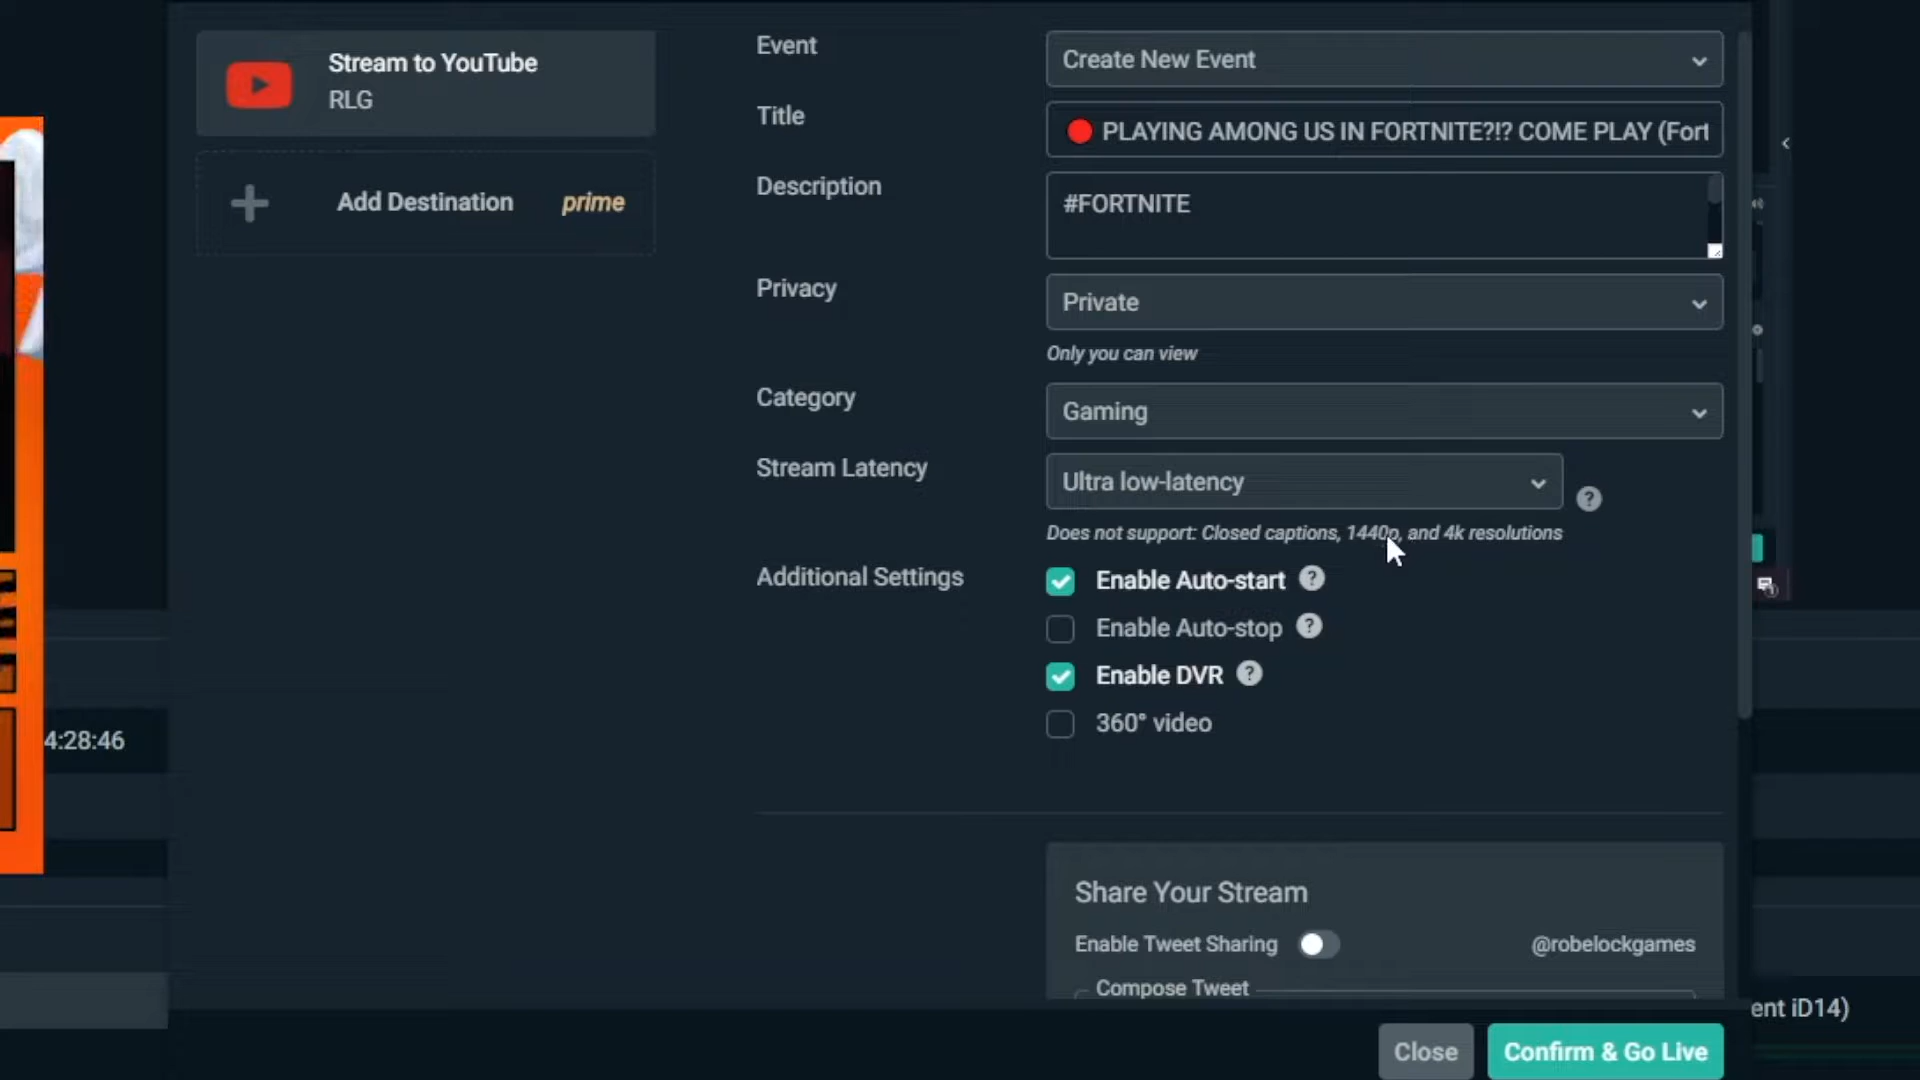 Stream to YouTube
RLG
Add Destination prime
Event
Create New Event
Title
PLAYING AMONG US IN FORTNITE?!? COME PLAY (Fort
Description
#FORTNITE
Privacy
Private
Only you can view
Category
Gaming
Stream Latency
Ultra low-latency
?
Does not support: Closed captions, 1440p, and 4k resolutions
Additional Settings
Enable Auto-start ?
Enable Auto-stop ?
Enable DVR ?
360° video
4:28:46
Share Your Stream
Enable Tweet Sharing @robelockgames
Compose Tweet
ent iD14)
Close Confirm & Go Live